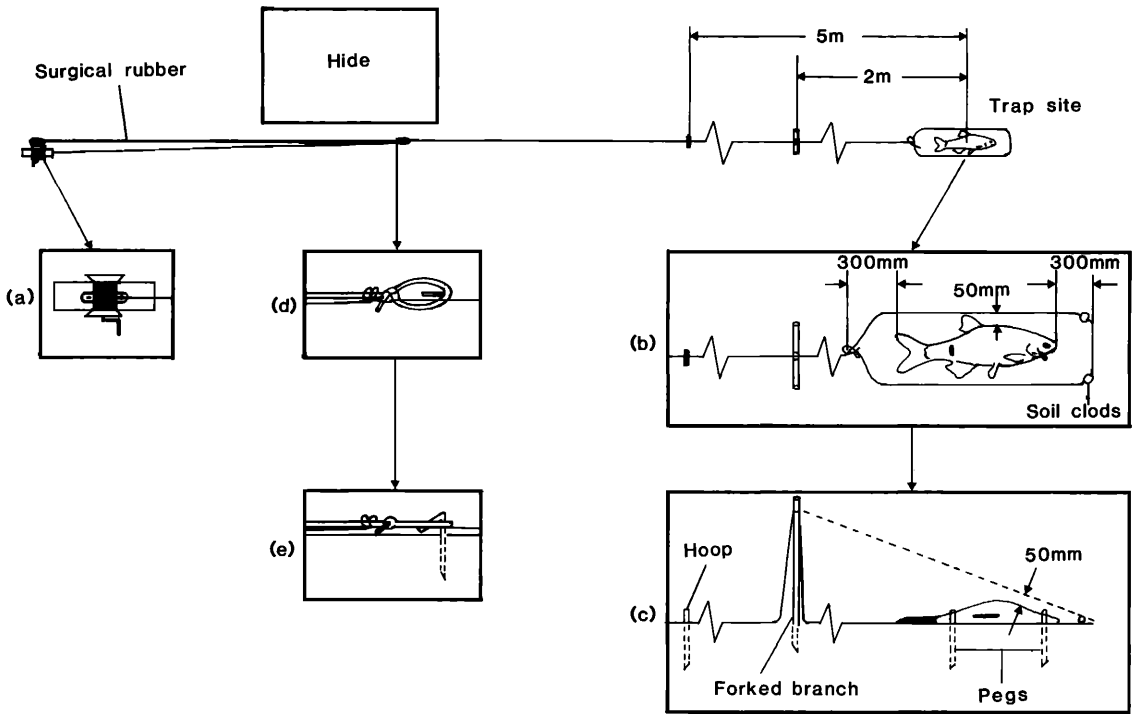 Hide
Surgical rubber
5m
2m
Trap site
(a)
(d)
300mm
300mm
50mm
(b)
Soil clods
(e)
Hoop
50mm
(c)
Forked branch
Pegs